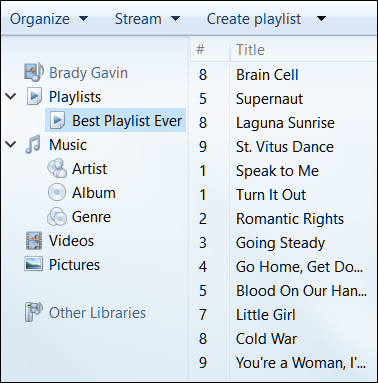 Organize Stream Create playlist
# Title
Brady Gavin
Playlists
Best Playlist Ever
Music
Artist
Album
Genre
Videos
Pictures
Other Libraries
8 Brain Cell
5 Supernaut
8 Laguna Sunrise
9 St. Vitus Dance
1 Speak to Me
1 Turn It Out
2 Romantic Rights
3 Going Steady
4 Go Home, Get Do...
5 Blood On Our Han...
7 Little Girl
8 Cold War
9 You're a Woman, I'...